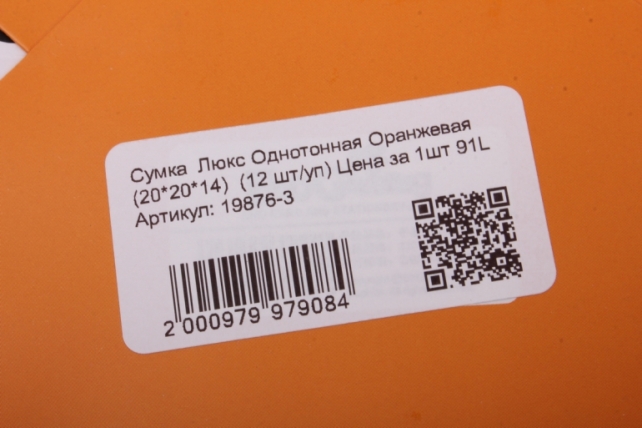 Сумка Люкс Однотонная Оранжевая
(20*20*14) (12 шт/уп) Цена за 1шт 91L
Артикул: 19876-3
2 000979 979084